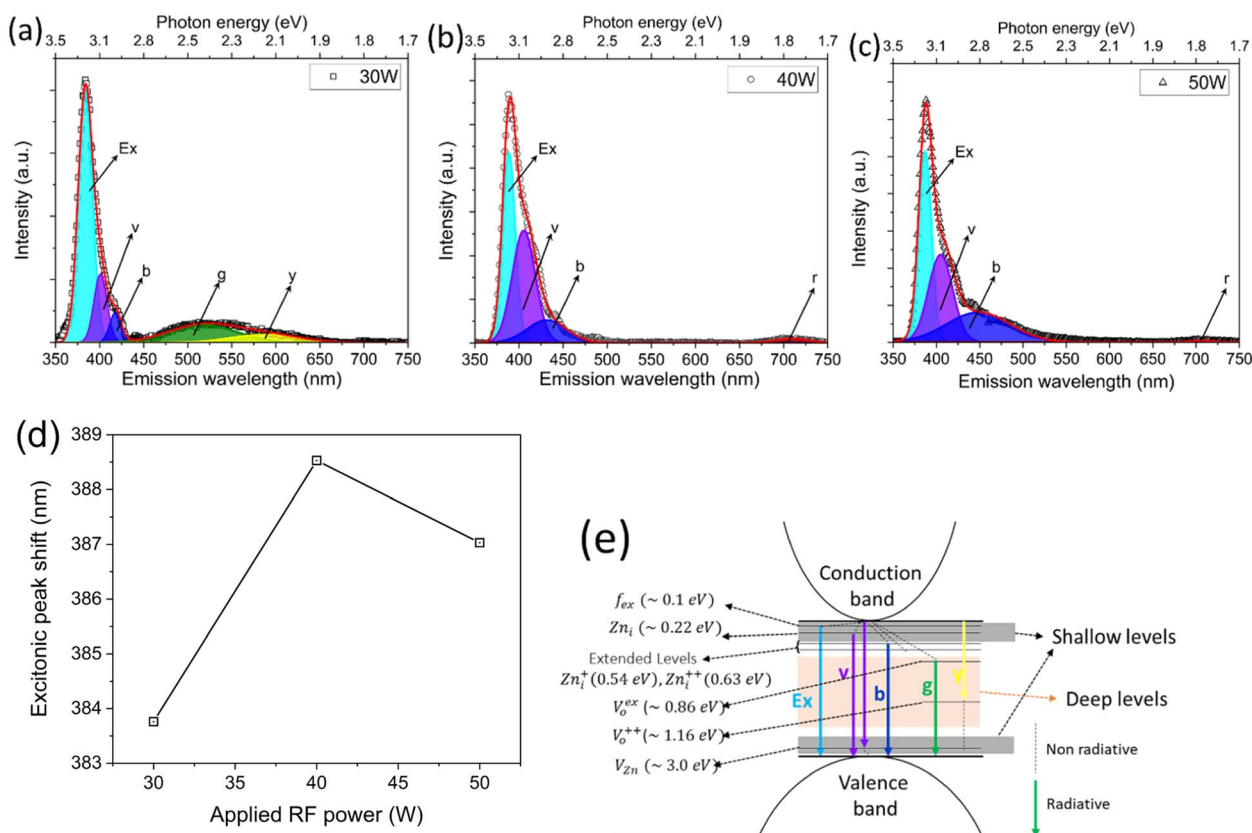 (a)
Photon energy (eV)
3.5 3.1 2.8 2.4 2.2 2.1 1.9 1.8 1.7
30W
Ex
v
b
g
y
Intensity (a.u.)
350 400 450 500 550 600 650 700 750
Emission wavelength (nm)
(b)
Photon energy (eV)
3.5 3.1 2.8 2.5 2.2 2.1 1.9 1.8 1.7
40W
Ex
v
b
r
Intensity (a.u.)
350 400 450 500 550 600 650 700 750
Emission wavelength (nm)
(c)
Photon energy (eV)
3.5 3.1 2.8 2.5 2.2 2.1 1.9 1.8 1.7
50W
Ex
v
b
r
Intensity (a.u.)
350 400 450 500 550 600 650 700 750
Emission wavelength (nm)
(d)
389
388
387
386
385
384
383
Excitonic peak shift (nm)
30 35 40 45 50
Applied RF power (W)
(e)
Conduction
band
f_ex (~ 0.1 eV)
Zn_i (~ 0.22 eV)
Extended Levels
Zn_i^+(0.54 eV), Zn_i^++(0.63 eV)
V_o^ex (~ 0.86 eV)
V_o^++(~ 1.16 eV)
V_Zn (~ 3.0 eV)
Ex
v
b
g
y
Shallow levels
Deep levels
Non radiative
Radiative
Valence
band